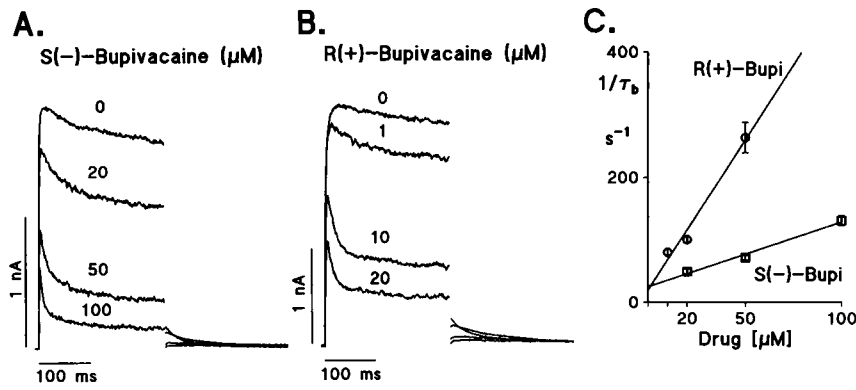 A.
S(-)-Bupivacaine (μM)
0
20
50
100
1 nA
100 ms
B.
R(+)-Bupivacaine (μM)
0
1
10
20
1 nA
100 ms
C.
400
1/τb
R(+)-Bupi
s⁻¹
200
S(-)-Bupi
0
20
50
100
Drug [μM]